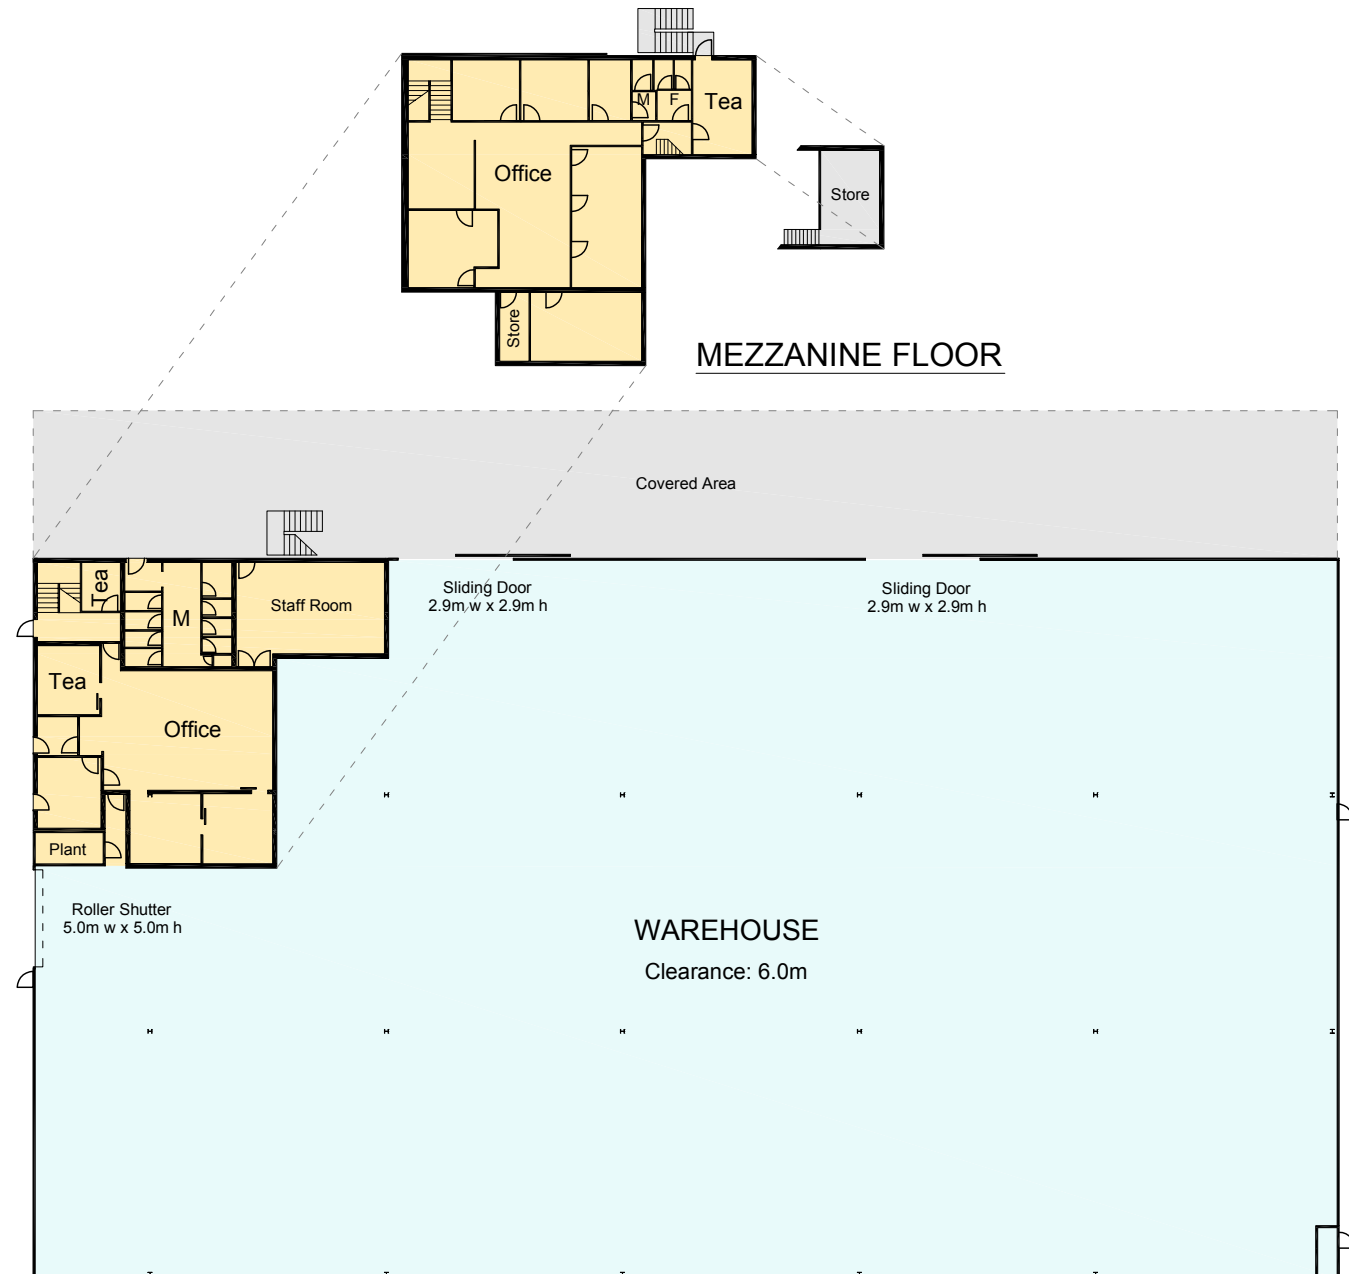 M
F
Tea
Office
Store
Store
MEZZANINE FLOOR
Covered Area
Sliding Door
2.9m w x 2.9m h
Sliding Door
2.9m w x 2.9m h
Tea
M
Staff Room
Tea
Office
Plant
Roller Shutter
5.0m w x 5.0m h
WAREHOUSE
Clearance: 6.0m